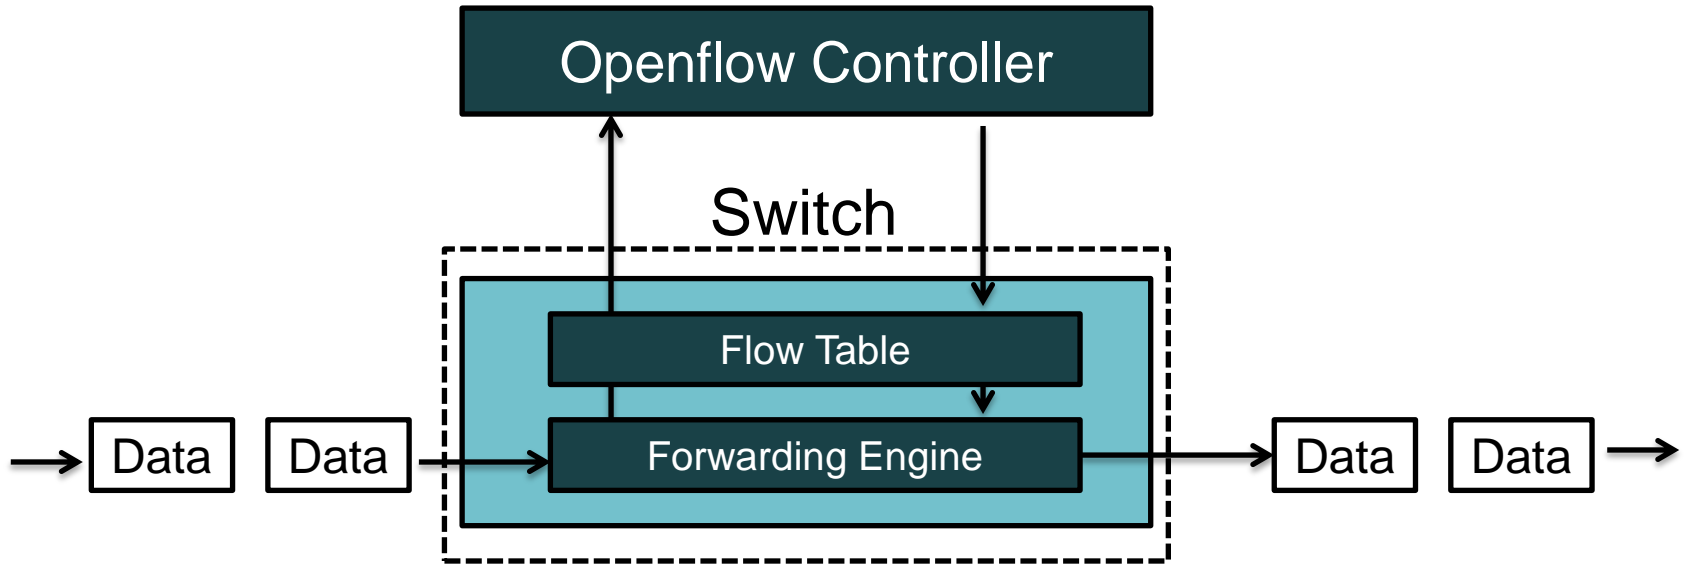 Openflow Controller
Switch
Flow Table
Data
Data
Forwarding Engine
Data
Data